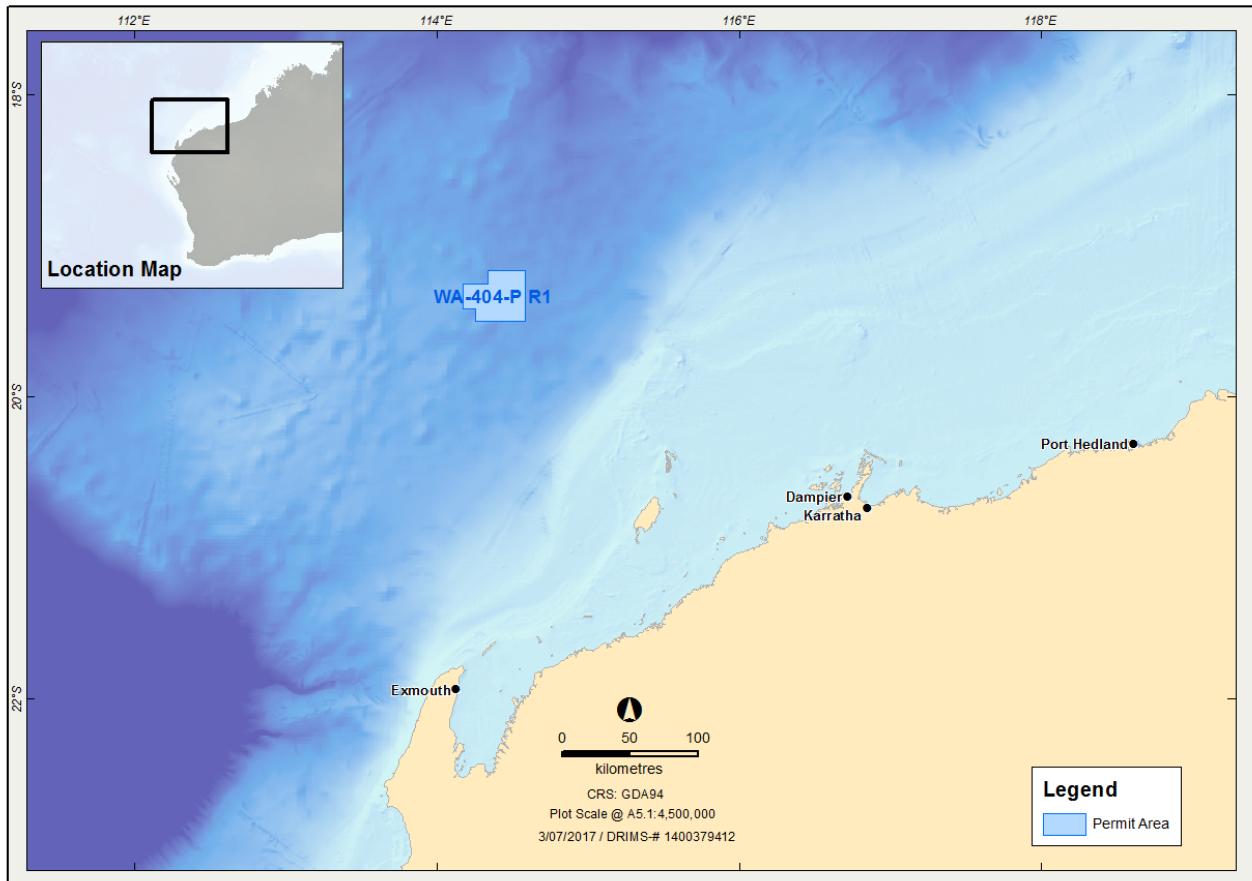 112°E
114°E
116°E
118°E
18°S
20°S
22°S
Location Map
WA-404-P R1
Port Hedland
Dampier
Karratha
Exmouth
0 50 100
kilometres
CRS: GDA94
Plot Scale @ A5.1:4,500,000
3/07/2017 / DRIMS-# 1400379412
Legend
Permit Area